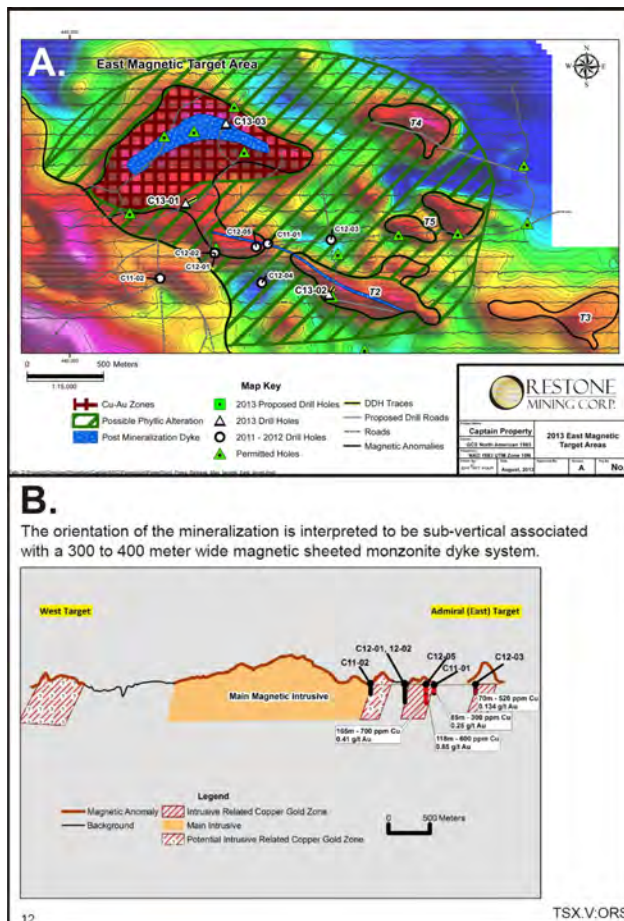 A.
East Magnetic Target Area
N
W E
S
C13-03
T4
C13-01
C12-05
C11-01
C12-03
T5
C12-02
C12-01
C11-02
C12-04
C13-02
T2
T3
0 500 Meters
1:15,000
Map Key
Cu-Au Zones
Possible Phyllic Alteration
Post Mineralization Dyke
2013 Proposed Drill Holes
2013 Drill Holes
2011 - 2012 Drill Holes
Permitted Holes
DDH Traces
Proposed Drill Roads
Roads
Magnetic Anomalies
ORESTONE
MINING CORP.
Captain Property
2013 East Magnetic
Target Areas
A
B.
The orientation of the mineralization is interpreted to be sub-vertical associated
with a 300 to 400 meter wide magnetic sheeted monzonite dyke system.
West Target
Admiral (East) Target
C12-01, 12-02
C11-02
C12-05
C11-01
C12-03
Main Magnetic Intrusive
70m - 520 ppm Cu
0.134 g/t Au
85m - 300 ppm Cu
0.25 g/t Au
165m - 700 ppm Cu
0.41 g/t Au
118m - 600 ppm Cu
0.65 g/t Au
Legend
Magnetic Anomaly
Background
Intrusive Related Copper Gold Zone
Main Intrusive
Potential Intrusive Related Copper Gold Zone
0 500
Meters
12
TSX.V:ORS